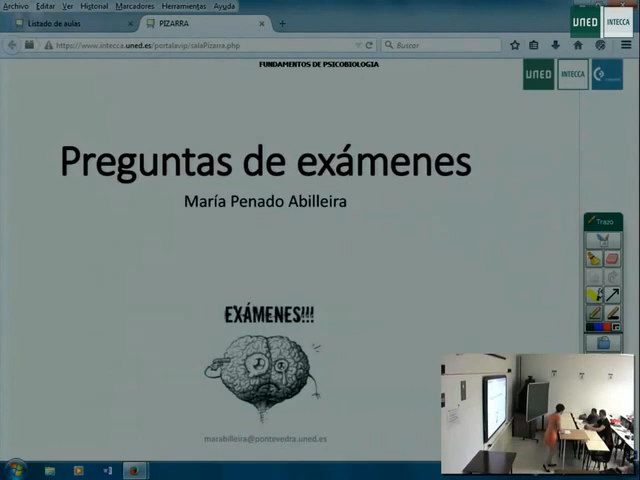 Archivo Editar Ver Historial Marcadores Herramientas Ayuda
Listado de aulas
PIZARRA
https://www.intecca.uned.es/portalavip/salaPizarra.php
Buscar
UNED INTECCA
FUNDAMENTOS DE PSICOBIOLOGIA
UNED INTECCA
Preguntas de exámenes
María Penado Abilleira
Trazo
EXÁMENES!!!
marabilleira@pontevedra.uned.es